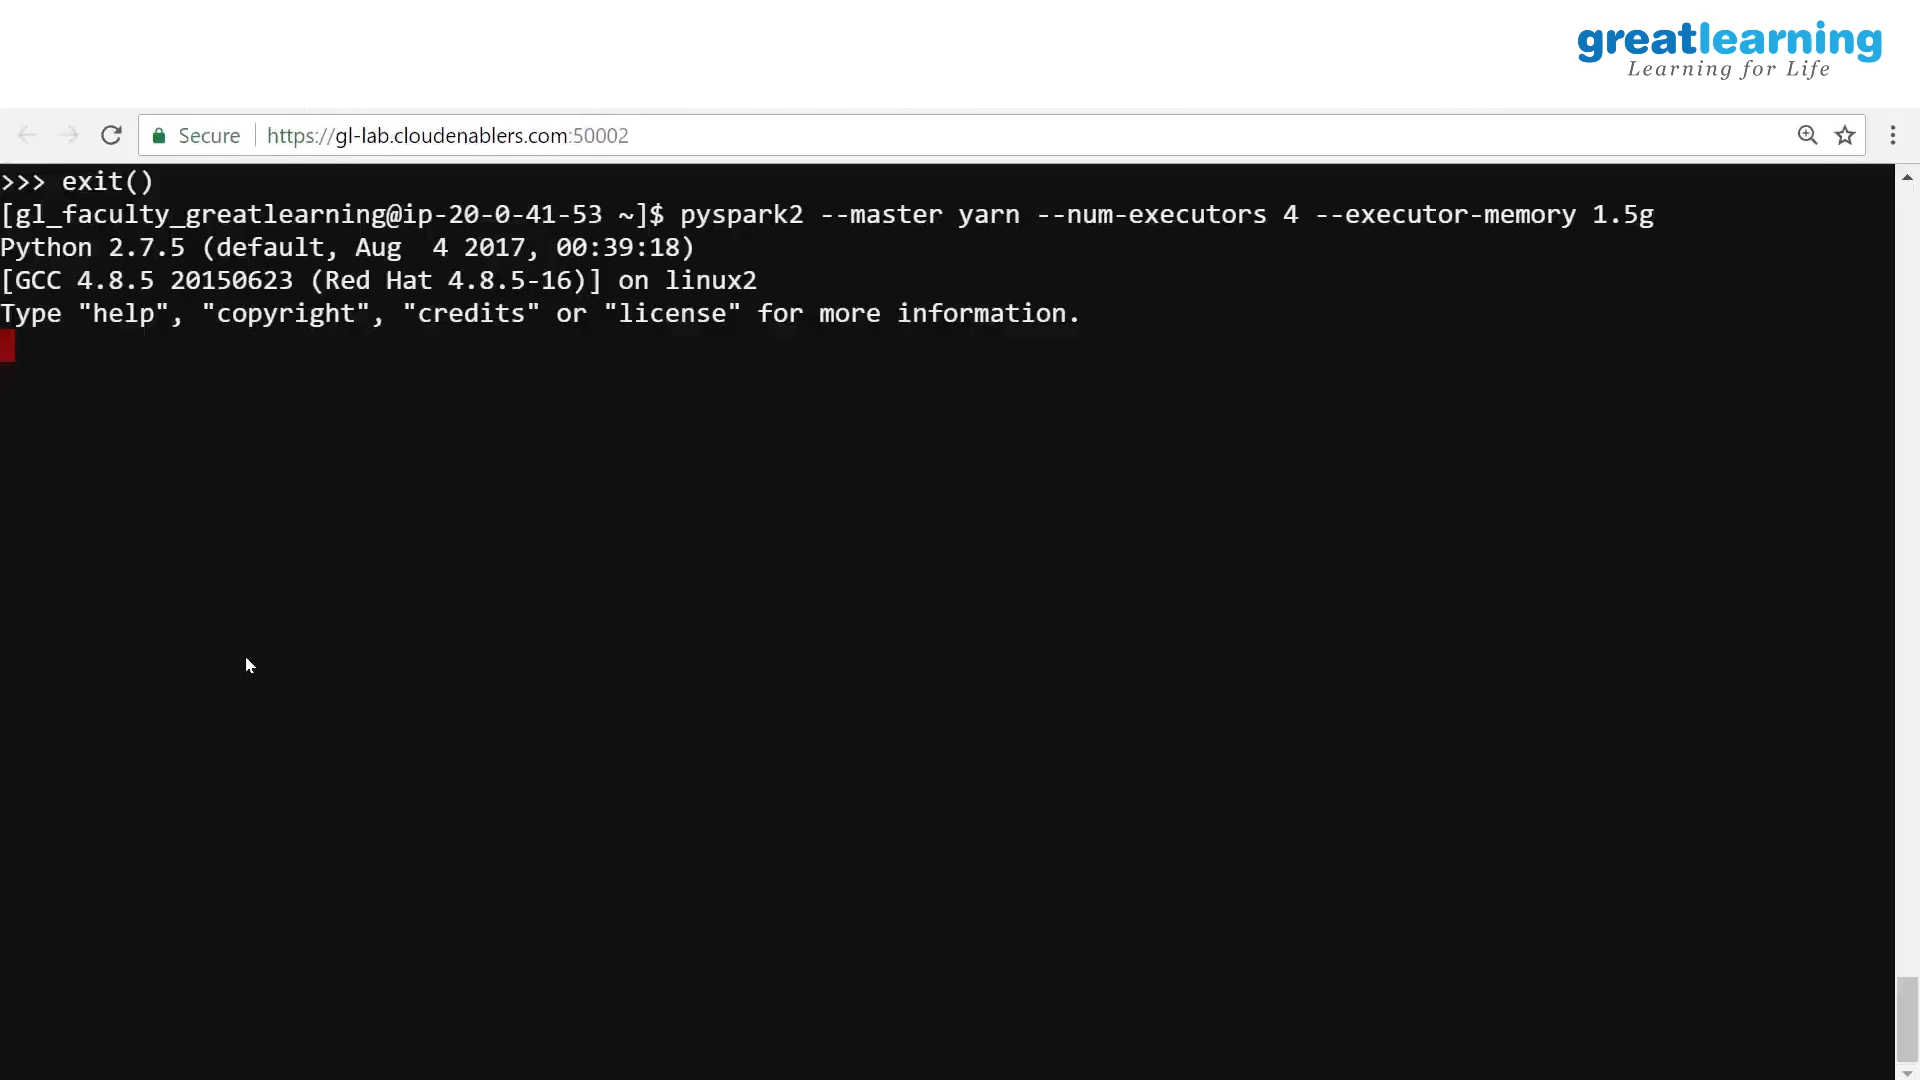 greatlearning
Learning for Life
Secure https://gl-lab.cloudenablers.com:50002
>>> exit()
[gl_faculty_greatlearning@ip-20-0-41-53 ~]$ pyspark2 --master yarn --num-executors 4 --executor-memory 1.5g
Python 2.7.5 (default, Aug  4 2017, 00:39:18)
[GCC 4.8.5 20150623 (Red Hat 4.8.5-16)] on linux2
Type "help", "copyright", "credits" or "license" for more information.